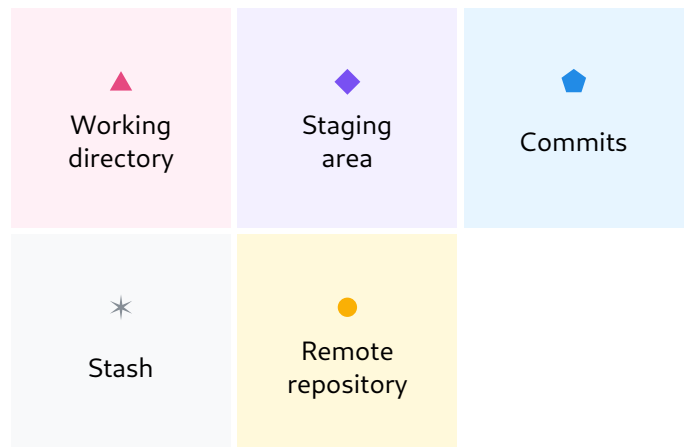 Working
directory
Staging
area
Commits
Stash
Remote
repository